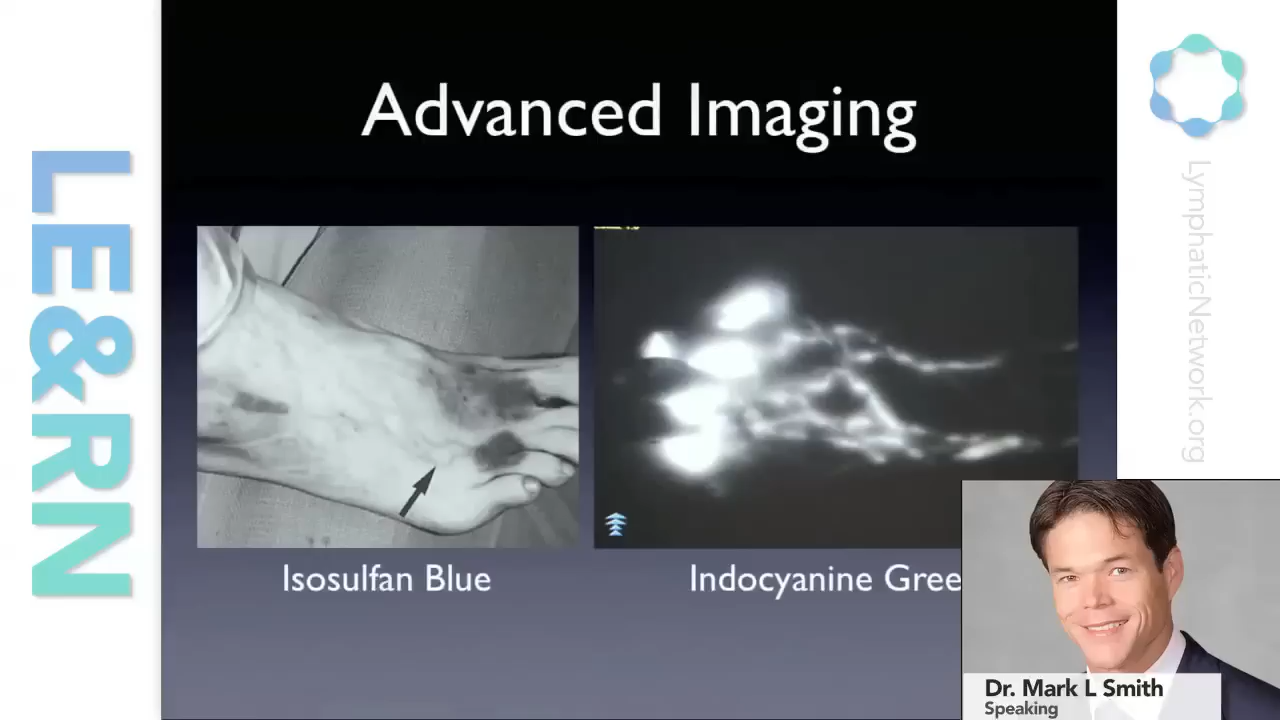 LE&RN
Advanced Imaging
LymphaticNetwork.org
Isosulfan Blue
Indocyanine Gree
Dr. Mark L Smith
Speaking